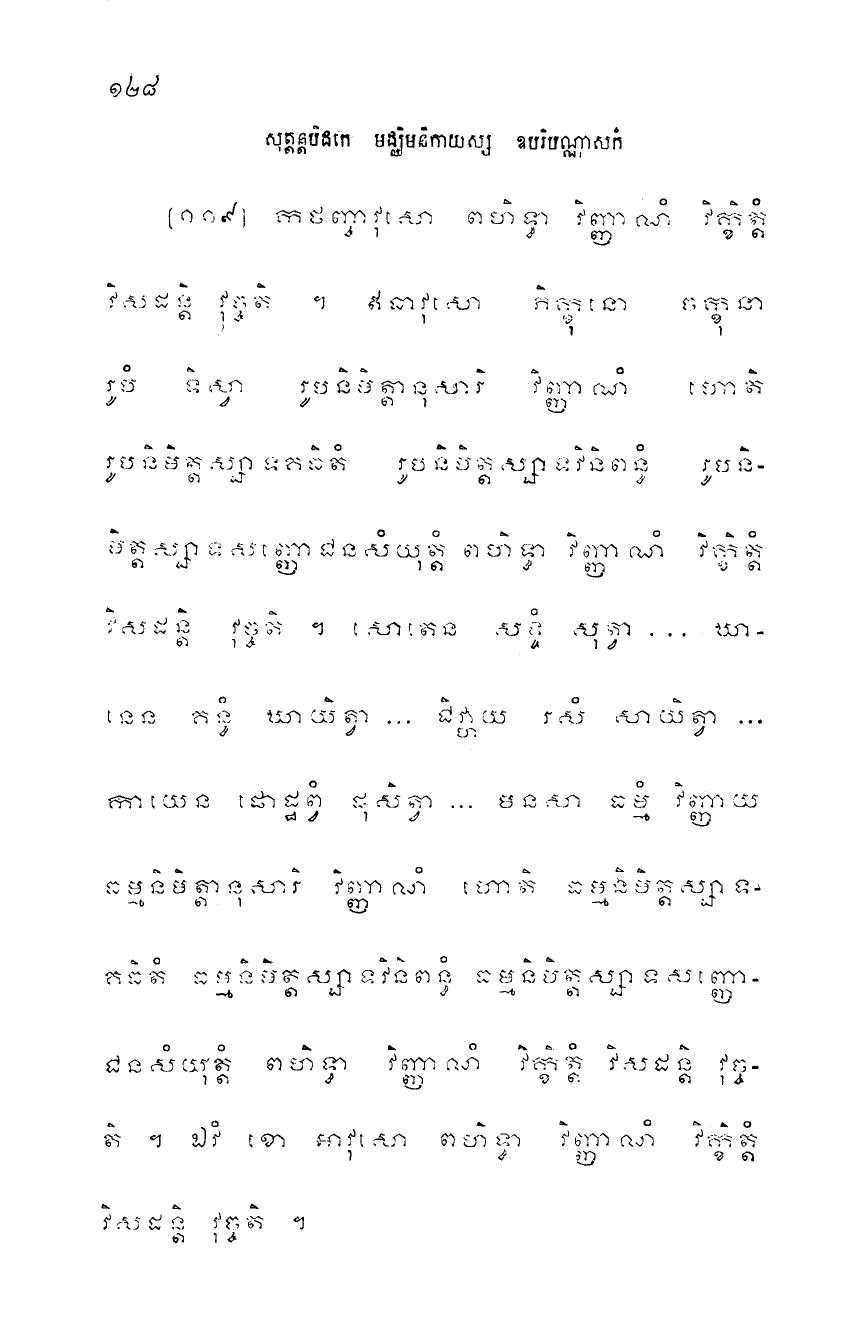 ១២៨
សុត្តន្តបិដកេ មជ្ឈិមនិកាយស្ស ឧបរិបណ្ណាសកំ
[១០៩] កថញ្ចាវុសោ ពហិទ្ធា វិញ្ញាណំ វិក្ខិត្តំ
វិសដន្តិ វុច្ចតិ ។ ឥធាវុសោ ភិក្ខុនោ ចក្ខុនា
រូបំ ទិស្វា រូបនិមិត្តានុសារិ វិញ្ញាណំ ហោតិ
រូបនិមិត្តស្សាទគធិតំ រូបនិមិត្តស្សាទវិនិពន្ធំ រូបនិ-
មិត្តស្សាទសញ្ញោជនសំយុត្តំ ពហិទ្ធា វិញ្ញាណំ វិក្ខិត្តំ
វិសដន្តិ វុច្ចតិ ។ សោតេន សទ្ទំ សុត្វា ... ឃា-
នេន គន្ធំ ឃាយិត្វា ... ជិវ្ហាយ រសំ សាយិត្វា ...
កាយេន ផោដ្ឋព្វំ ផុសិត្វា ... មនសា ធម្មំ វិញ្ញាយ
ធម្មនិមិត្តានុសារិ វិញ្ញាណំ ហោតិ ធម្មនិមិត្តស្សាទ-
គធិតំ ធម្មនិមិត្តស្សាទវិនិពន្ធំ ធម្មនិមិត្តស្សាទសញ្ញោ-
ជនសំយុត្តំ ពហិទ្ធា វិញ្ញាណំ វិក្ខិត្តំ វិសដន្តិ វុច្ច-
តិ ។ ឯវំ ខោ អាវុសោ ពហិទ្ធា វិញ្ញាណំ វិក្ខិត្តំ
វិសដន្តិ វុច្ចតិ ។